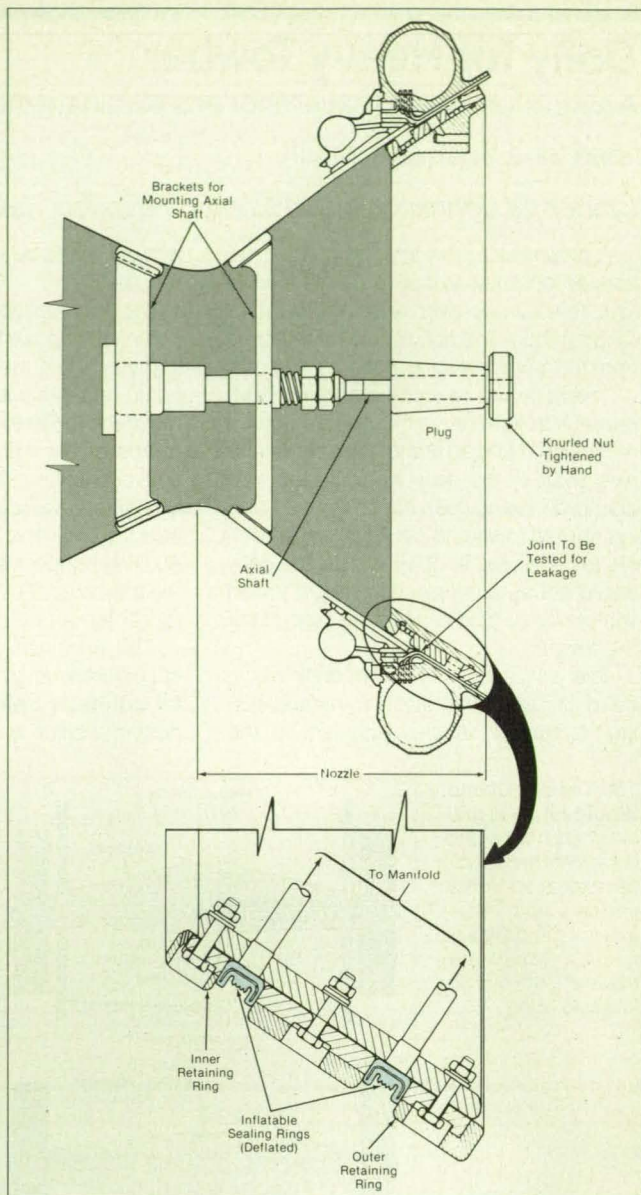 Brackets for
Mounting Axial
Shaft
Plug
Knurled Nut
Tightened
by Hand
Axial
Shaft
Joint To Be
Tested for
Leakage
Nozzle
To Manifold
Inner
Retaining
Ring
Inflatable
Sealing Rings
(Deflated)
Outer
Retaining
Ring